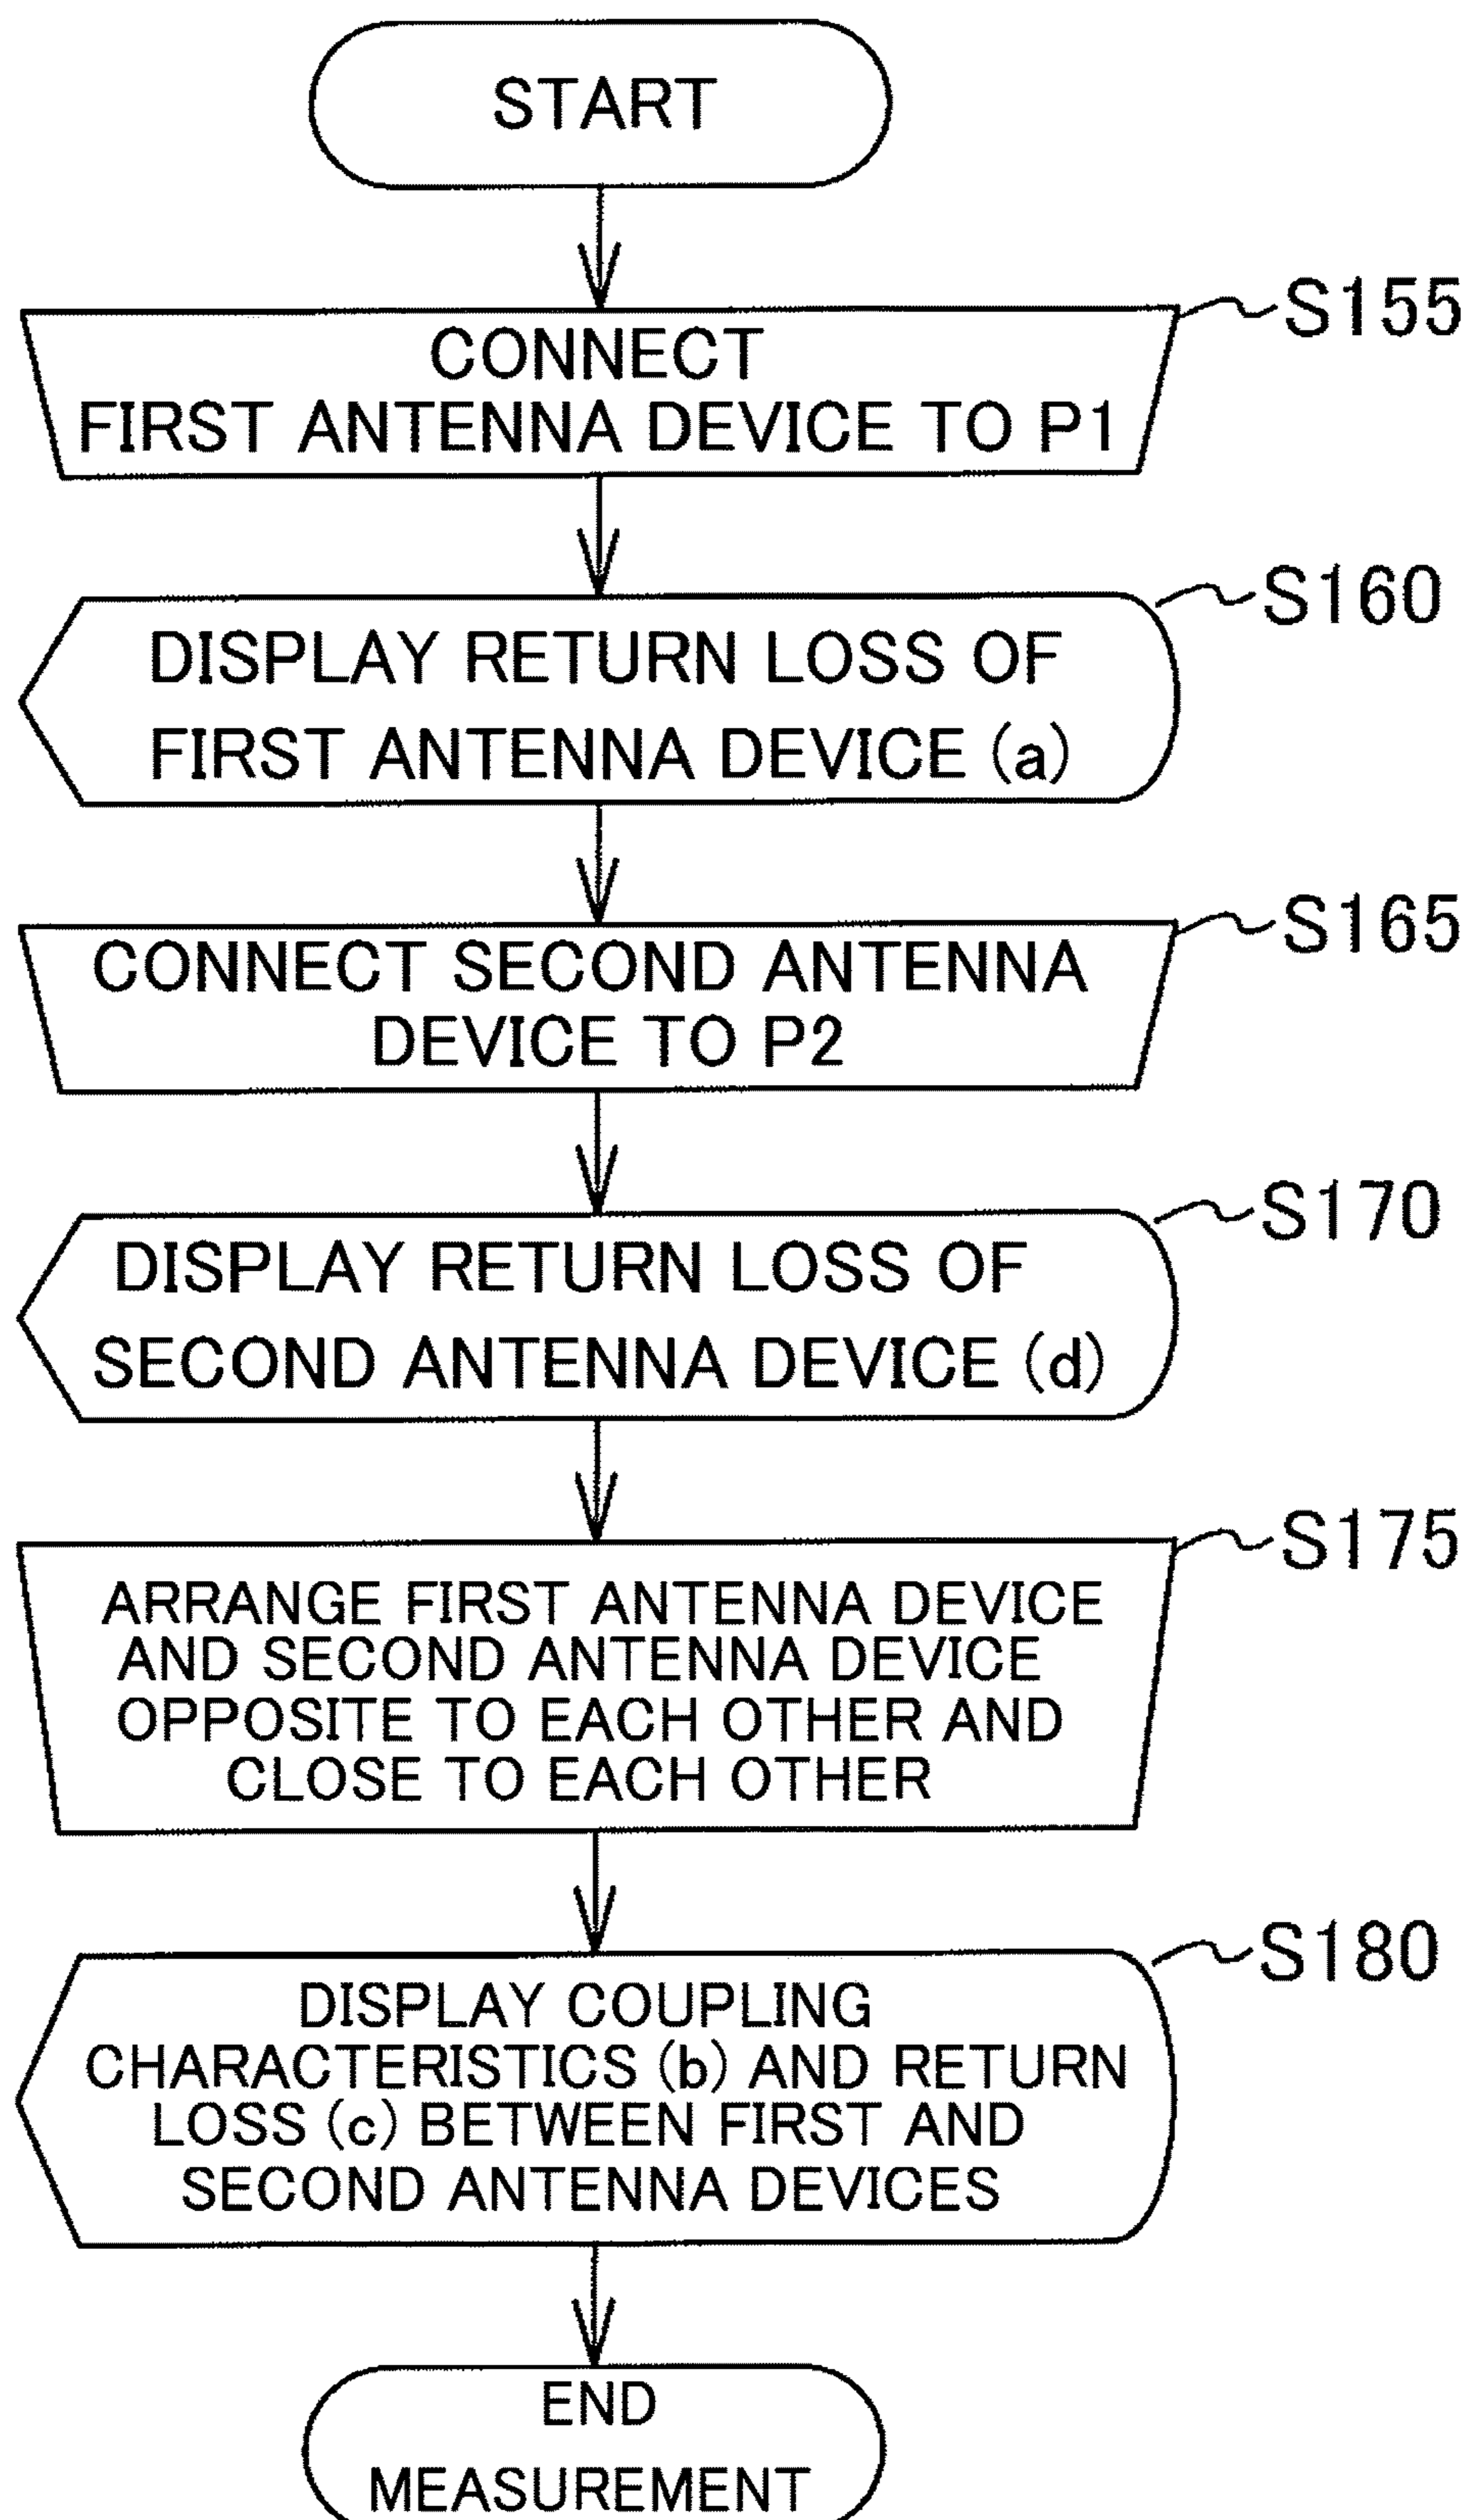 START
S155
CONNECT
FIRST ANTENNA DEVICE TO P1
S160
DISPLAY RETURN LOSS OF
FIRST ANTENNA DEVICE (a)
S165
CONNECT SECOND ANTENNA
DEVICE TO P2
S170
DISPLAY RETURN LOSS OF
SECOND ANTENNA DEVICE (d)
S175
ARRANGE FIRST ANTENNA DEVICE
AND SECOND ANTENNA DEVICE
OPPOSITE TO EACH OTHER AND
CLOSE TO EACH OTHER
S180
DISPLAY COUPLING
CHARACTERISTICS (b) AND RETURN
LOSS (c) BETWEEN FIRST AND
SECOND ANTENNA DEVICES
END
MEASUREMENT